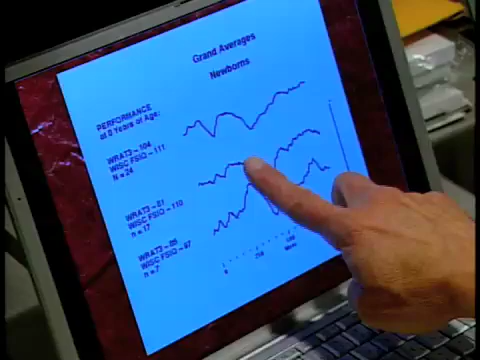 Grand Averages
Newborns
PERFORMANCE
at 8 Years of Age:
WRAT3 - 104
WISC FSIQ - 111
N = 24
WRAT3 - 81
WISC FSIQ - 110
n = 17
WRAT3 - 85
WISC FSIQ - 97
n = 7
0